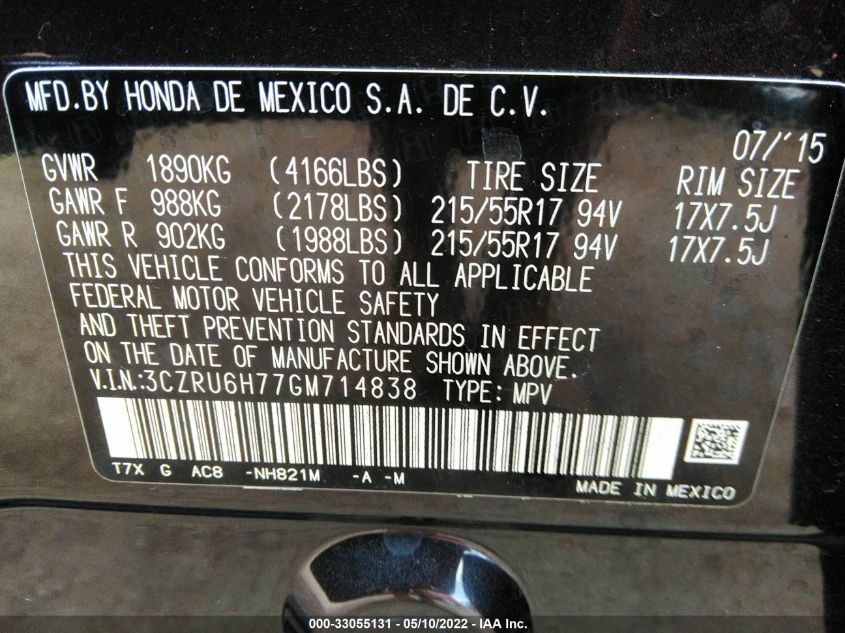 MFD.BY HONDA DE MEXICO S.A. DE C.V.
07/'15
GVWR 1890KG (4166LBS) TIRE SIZE RIM SIZE
GAWR F 988KG (2178LBS) 215/55R17 94V 17X7.5J
GAWR R 902KG (1988LBS) 215/55R17 94V 17X7.5J
THIS VEHICLE CONFORMS TO ALL APPLICABLE
FEDERAL MOTOR VEHICLE SAFETY
AND THEFT PREVENTION STANDARDS IN EFFECT
ON THE DATE OF MANUFACTURE SHOWN ABOVE.
V.I.N.:3CZRU6H77GM714838 TYPE: MPV
T7X G AC8 -NH821M -A -M
MADE IN MEXICO
000-33055131 - 05/10/2022 - IAA Inc.